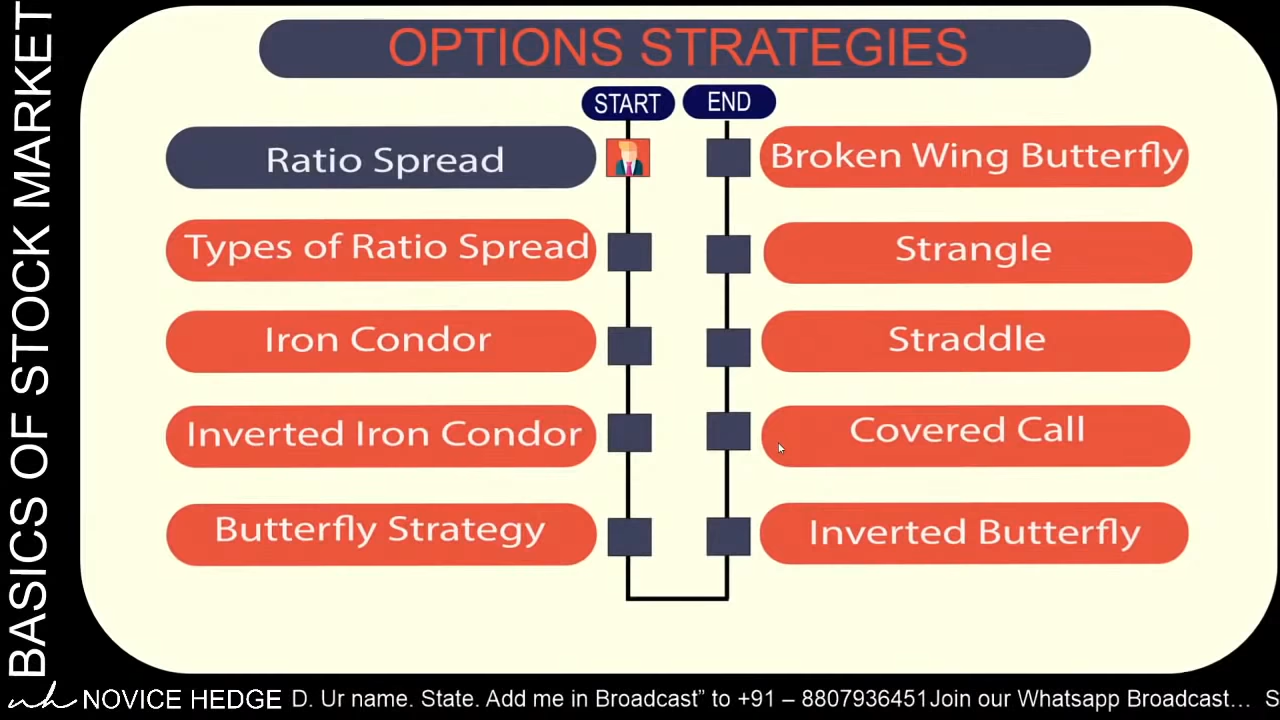 BASICS OF STOCK MARKET
OPTIONS STRATEGIES
START
END
Ratio Spread
Types of Ratio Spread
Iron Condor
Inverted Iron Condor
Butterfly Strategy
Broken Wing Butterfly
Strangle
Straddle
Covered Call
Inverted Butterfly
nh NOVICE HEDGE D. Ur name. State. Add me in Broadcast” to +91 – 8807936451Join our Whatsapp Broadcast... S